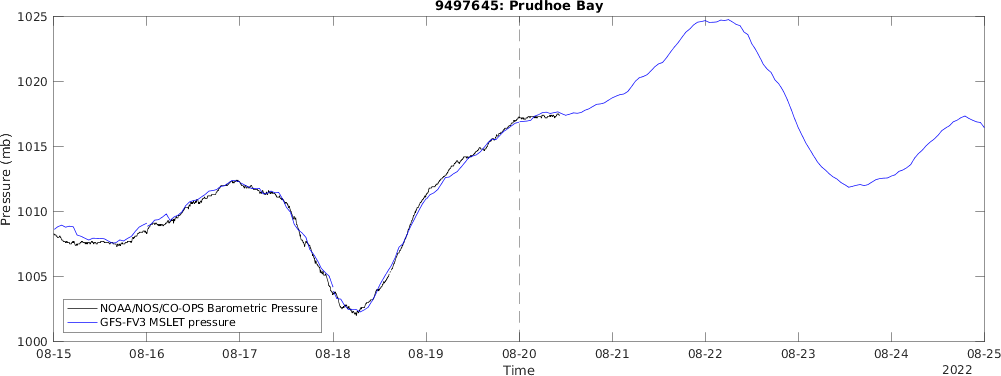 9497645: Prudhoe Bay
1025
1020
1015
1010
1005
1000
Pressure (mb)
NOAA/NOS/CO-OPS Barometric Pressure
GFS-FV3 MSLET pressure
08-15 08-16 08-17 08-18 08-19 08-20 08-21 08-22 08-23 08-24 08-25
Time
2022